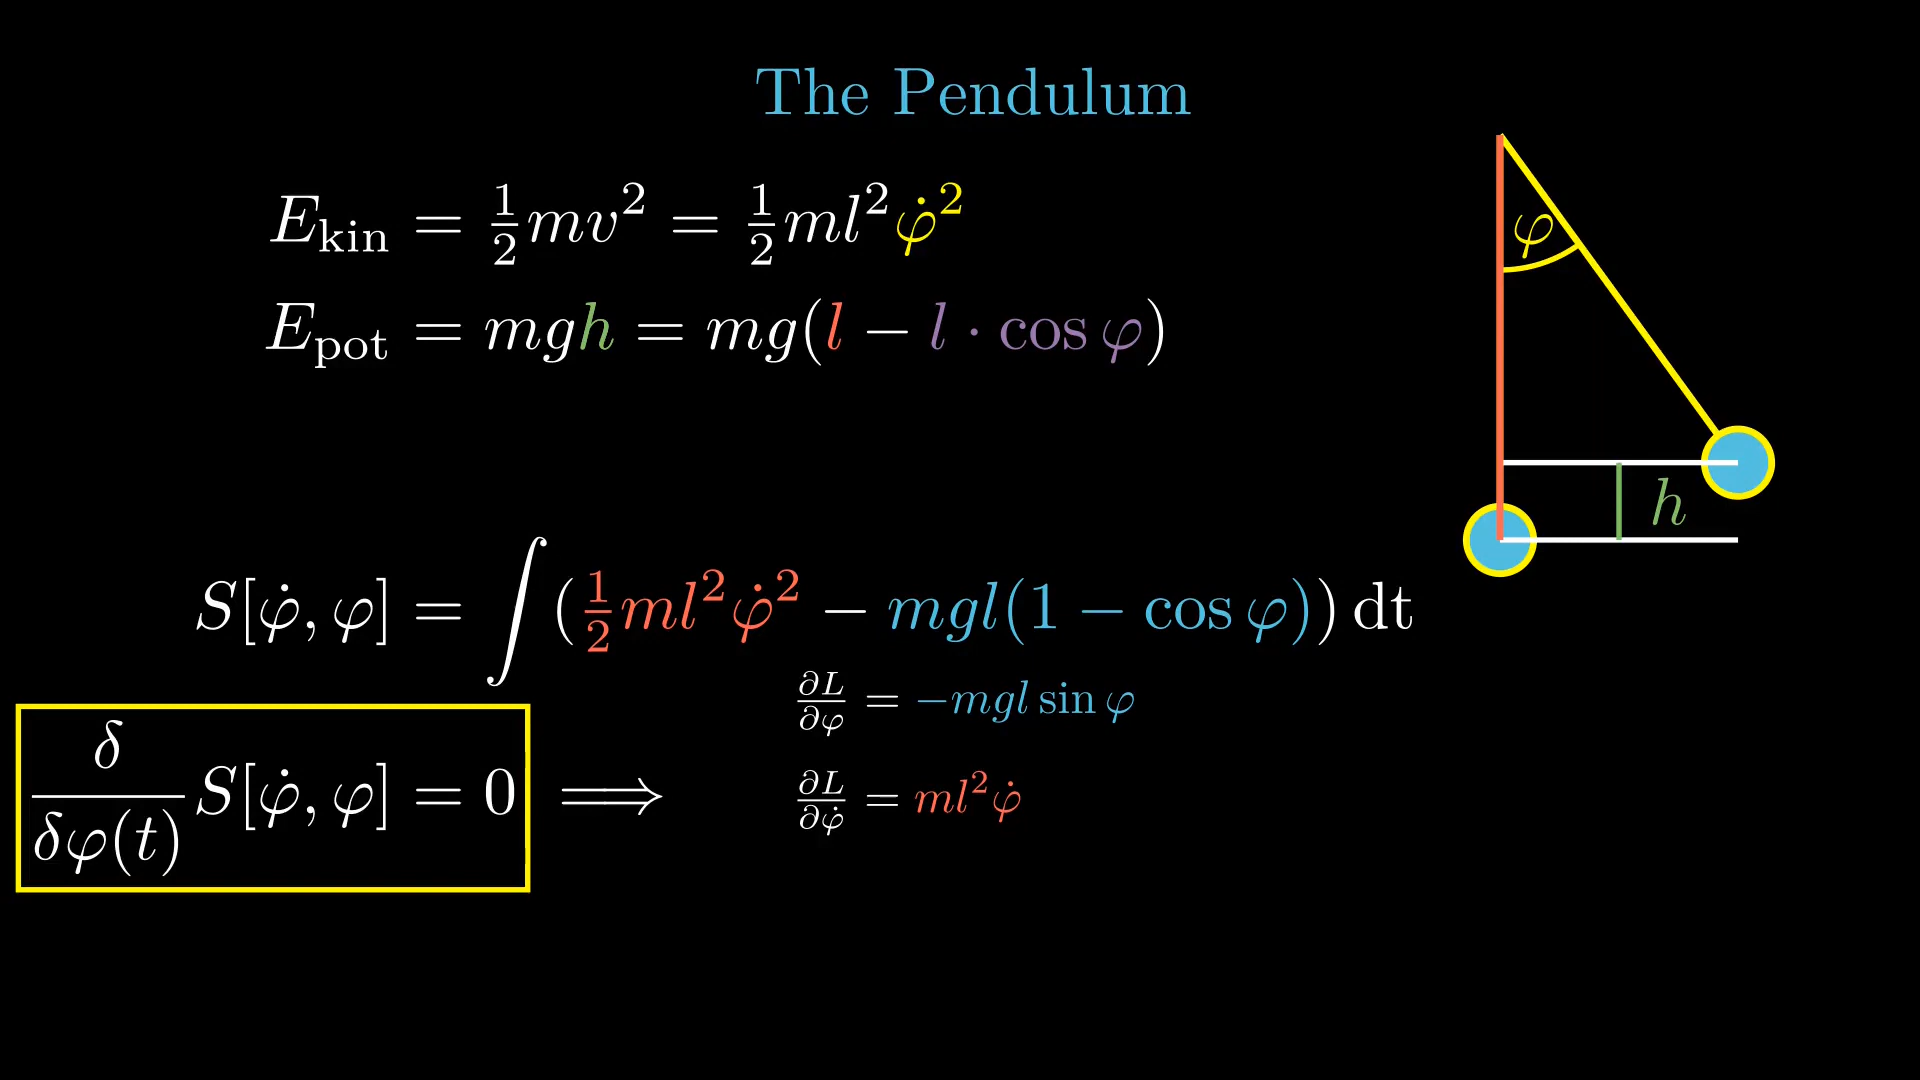 The Pendulum
E_kin = ½mv² = ½ml²φ̇²
E_pot = mgh = mg(l − l · cos φ)
φ
h
S[φ̇, φ] = ∫(½ml²φ̇² − mgl(1 − cos φ)) dt
∂L/∂φ = −mgl sin φ
δ/δφ(t) S[φ̇, φ] = 0 ⟹
∂L/∂φ̇ = ml²φ̇